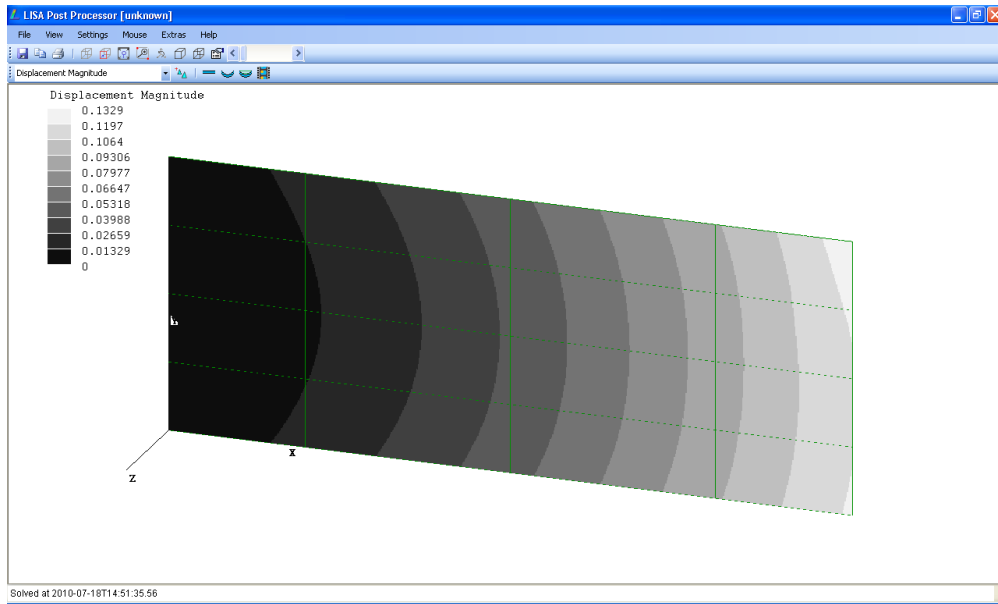 LISA Post Processor [unknown]
File View Settings Mouse Extras Help
Displacement Magnitude
Displacement Magnitude
0.1329
0.1197
0.1064
0.09306
0.07977
0.06647
0.05318
0.03988
0.02659
0.01329
0
X
Z
Solved at 2010-07-18T14:51:35.56